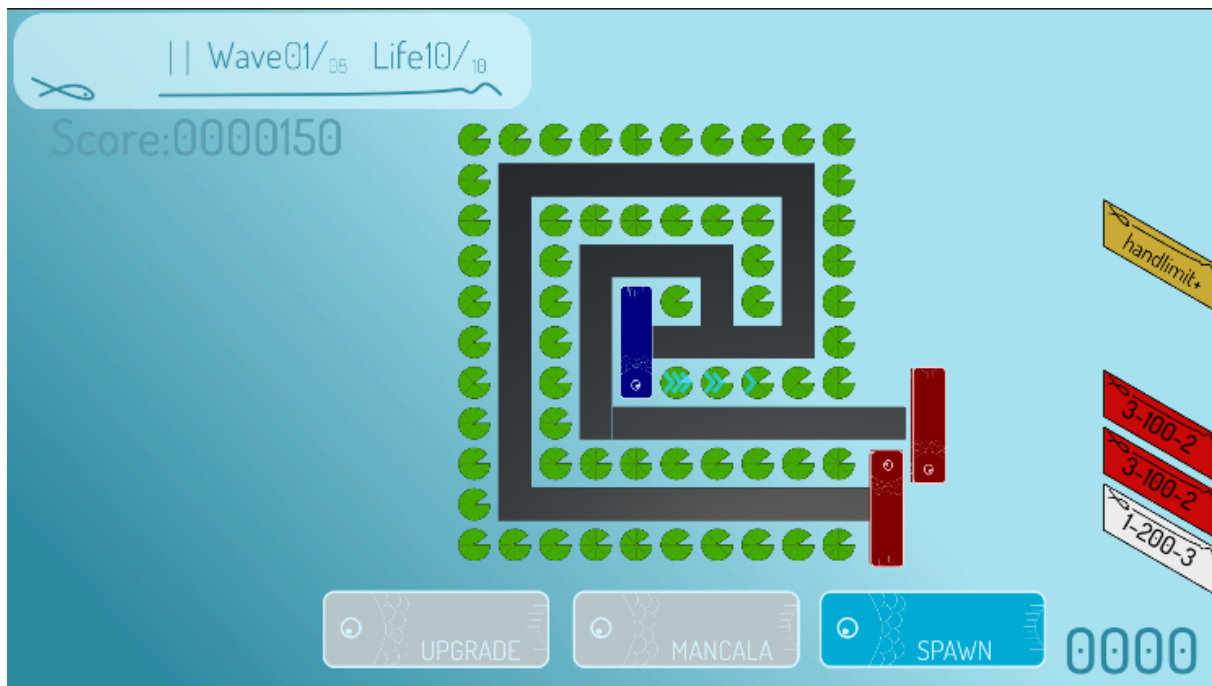 || Wave01/08 Life10/10
Score:0000150
handlimit+
3-100-2
3-100-2
1-200-3
UPGRADE
MANCALA
SPAWN
0000